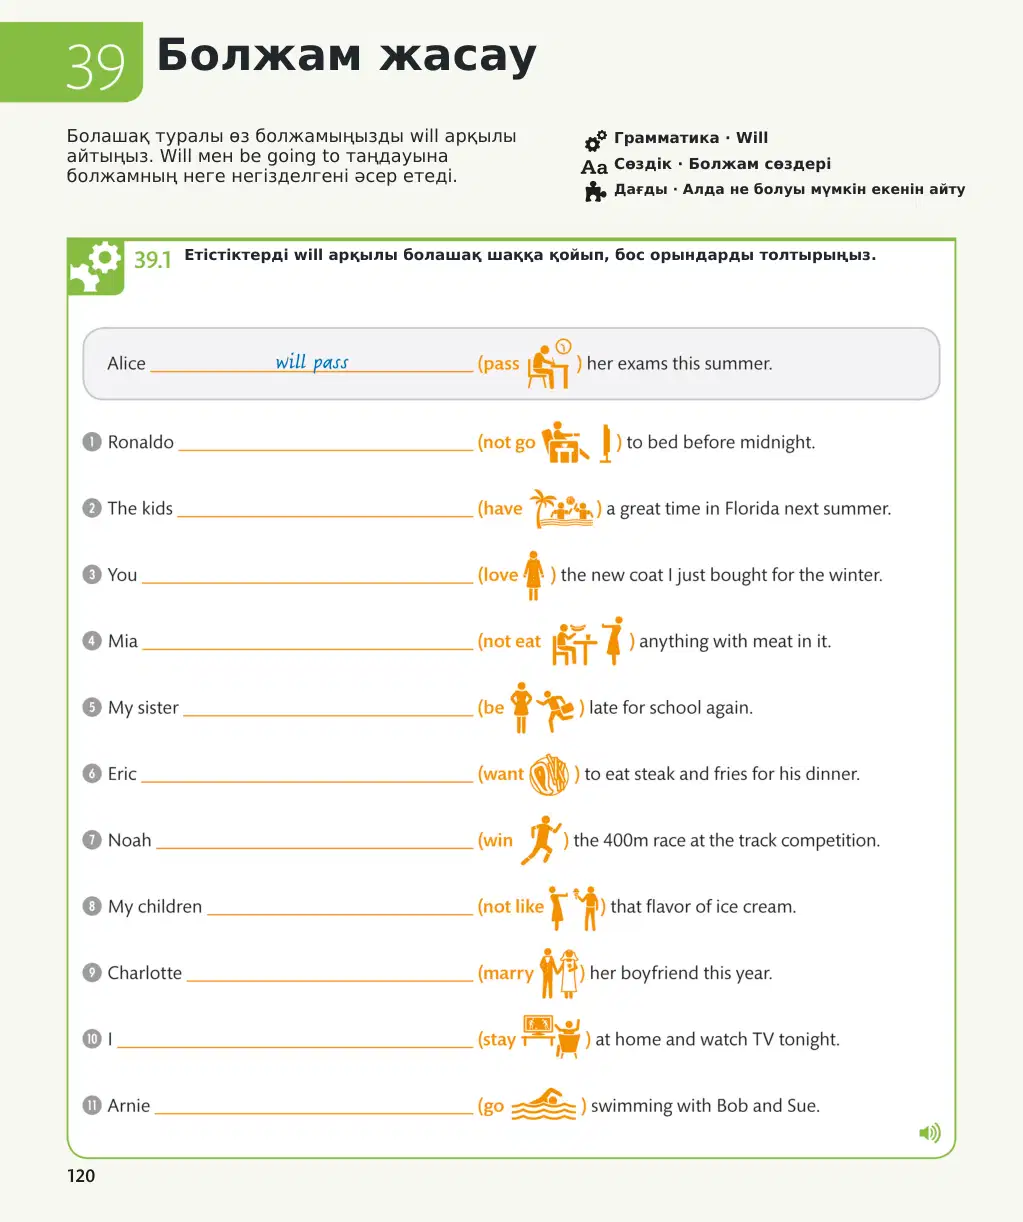 39
Болжам жасау
Болашақ туралы өз болжамыңызды will арқылы
айтыңыз. Will мен be going to таңдауына
болжамның неге негізделгені әсер етеді.
Грамматика · Will
Aa Сөздік · Болжам сөздері
Дағды · Алда не болуы мүмкін екенін айту
39.1 Етістіктерді will арқылы болашақ шаққа қойып, бос орындарды толтырыңыз.
Alice will pass (pass ) her exams this summer.
1 Ronaldo (not go ) to bed before midnight.
2 The kids (have ) a great time in Florida next summer.
3 You (love ) the new coat I just bought for the winter.
4 Mia (not eat ) anything with meat in it.
5 My sister (be ) late for school again.
6 Eric (want ) to eat steak and fries for his dinner.
7 Noah (win ) the 400m race at the track competition.
8 My children (not like ) that flavor of ice cream.
9 Charlotte (marry ) her boyfriend this year.
10 I (stay ) at home and watch TV tonight.
11 Arnie (go ) swimming with Bob and Sue.
120